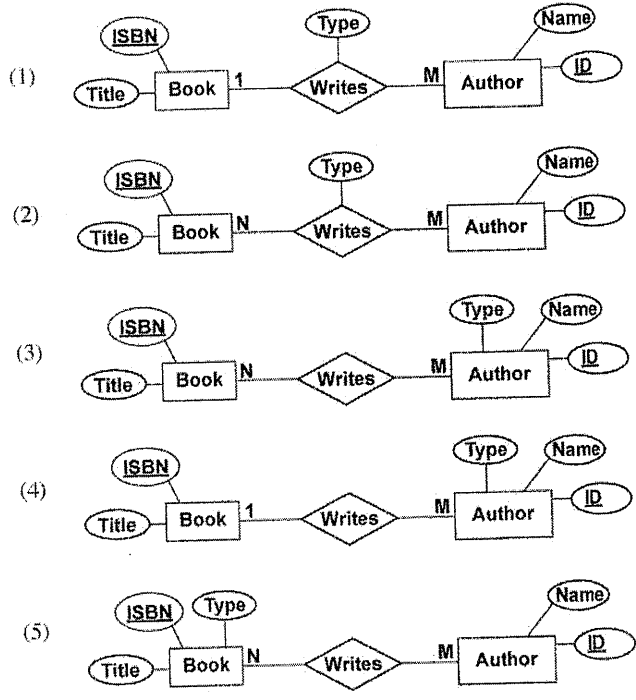 ISBN Type Name
(1) Title Book 1 Writes M Author ID
ISBN Type Name
(2) Title Book N Writes M Author ID
ISBN Type Name
(3) Title Book N Writes M Author ID
ISBN Type Name
(4) Title Book 1 Writes M Author ID
ISBN Type Name
(5) Title Book N Writes M Author ID